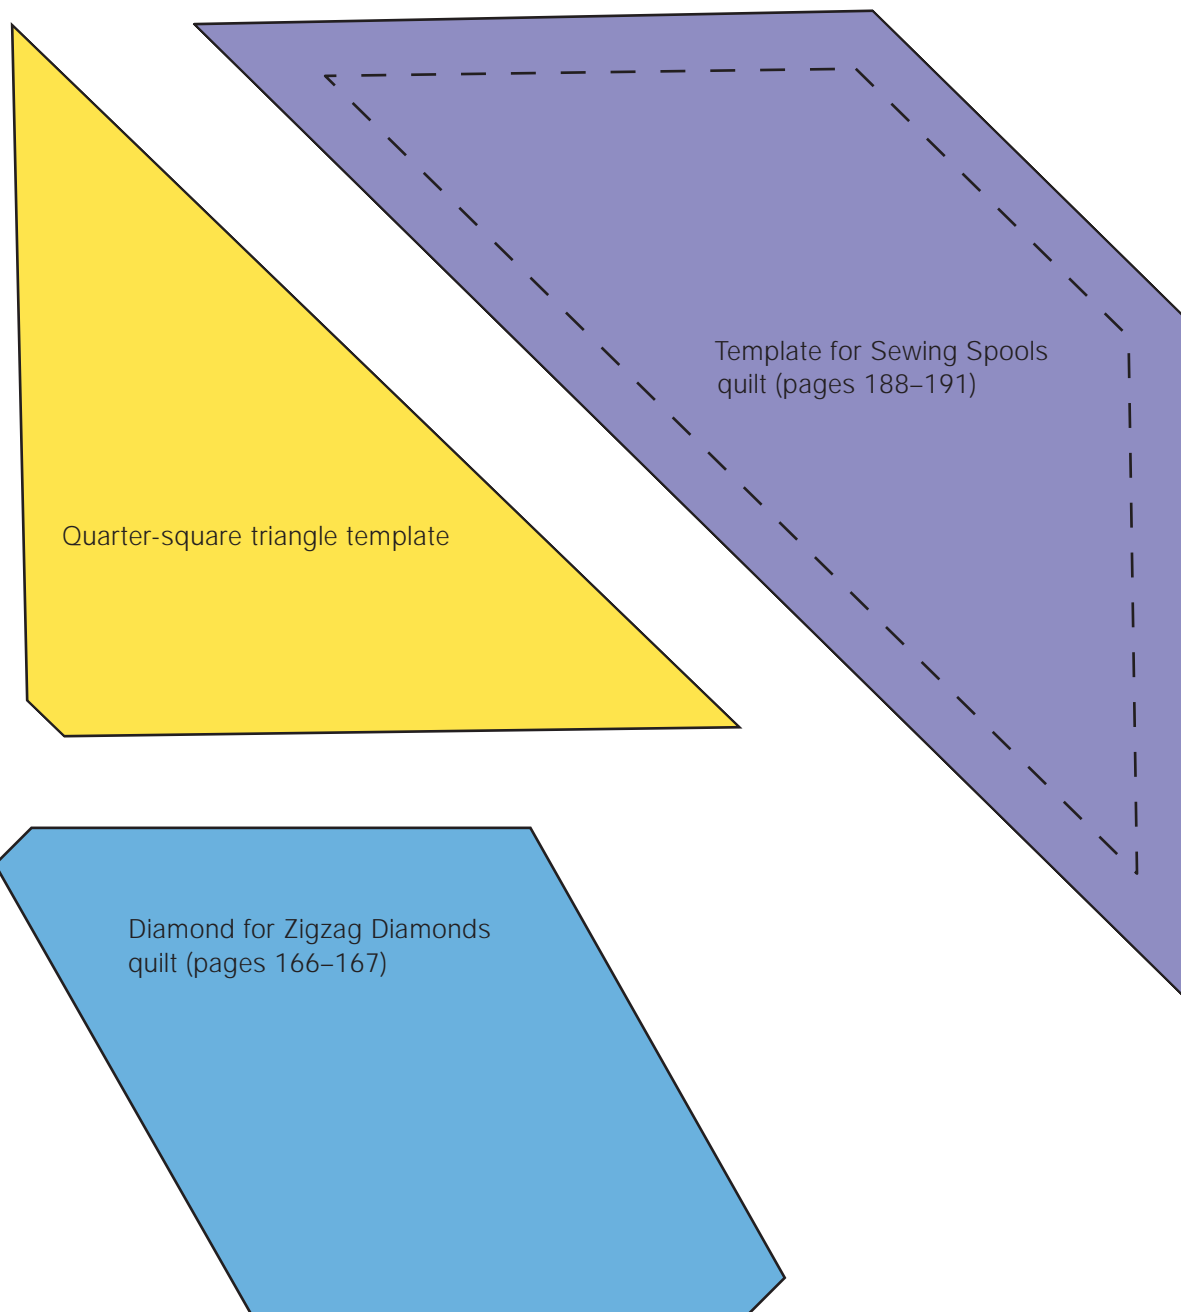 Template for Sewing Spools
quilt (pages 188–191)
Quarter-square triangle template
Diamond for Zigzag Diamonds
quilt (pages 166–167)